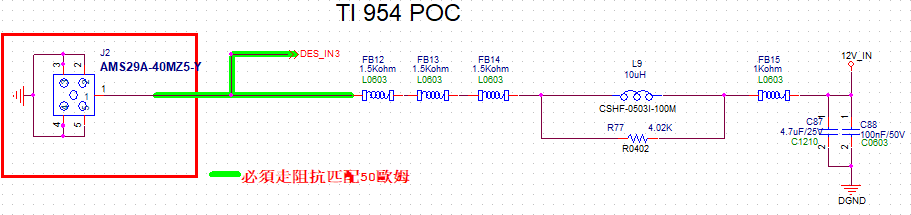 TI 954 POC
J2
AMS29A-40MZ5-Y
3
2
1
4
5
DES_IN3
FB12
1.5Kohm
L0603
FB13
1.5Kohm
L0603
FB14
1.5Kohm
L0603
L9
10uH
CSHF-0503I-100M
R77 4.02K
R0402
FB15
1Kohm
L0603
12V_IN
C87
4.7uF/25V
C1210
1
2
C88
100nF/50V
C0603
1
2
DGND
必須走阻抗匹配50歐姆